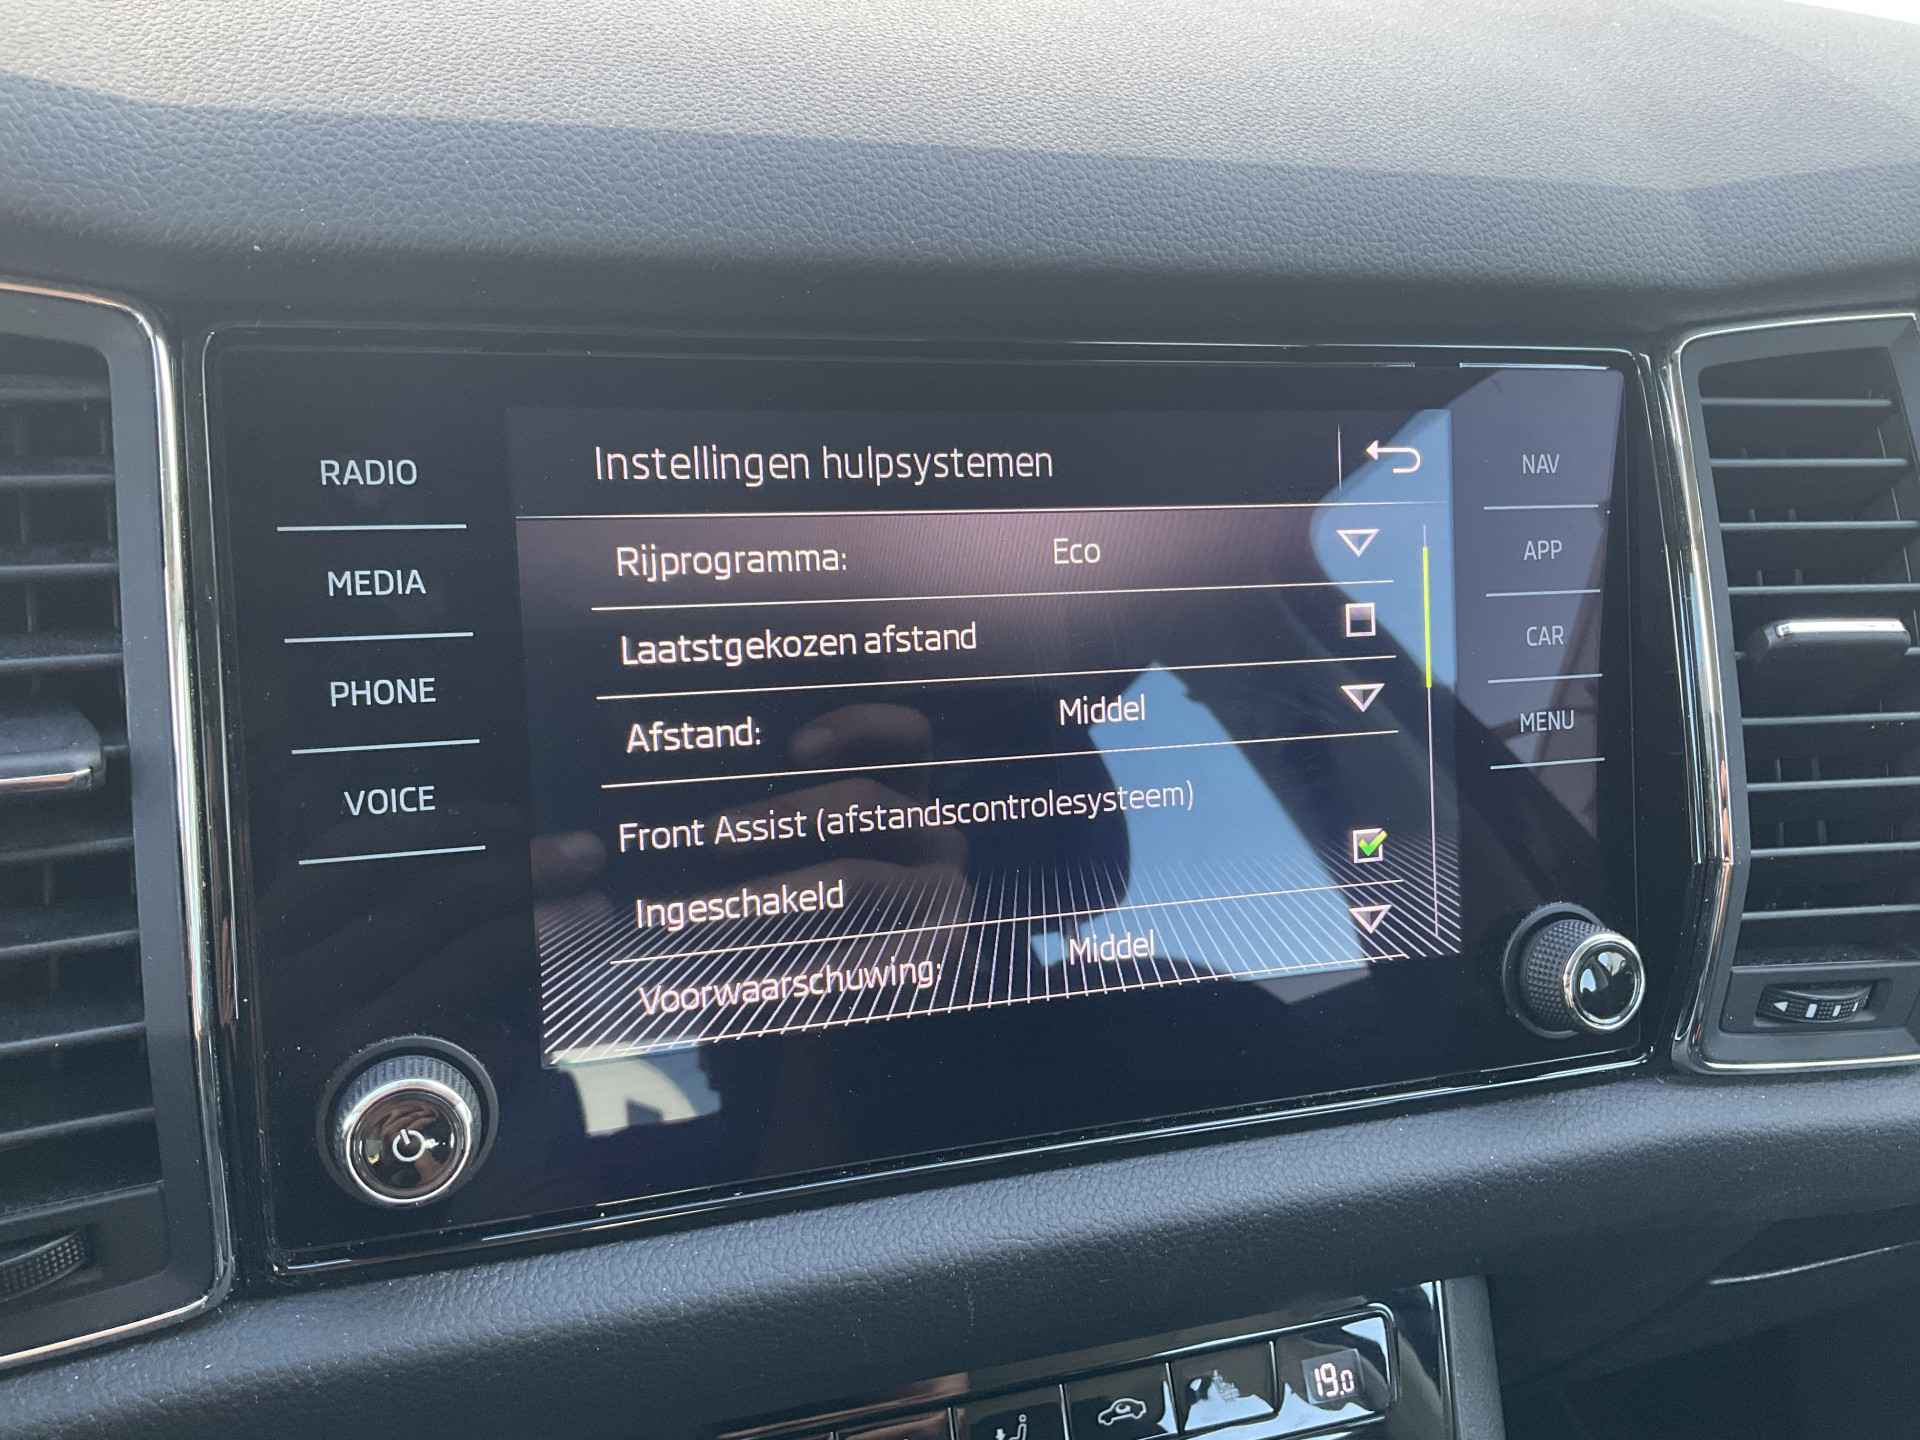 RADIO
MEDIA
PHONE
VOICE
Instellingen hulpsystemen
Rijprogramma: Eco
Laatstgekozen afstand
Afstand: Middel
Front Assist (afstandscontrolesysteem)
Ingeschakeld
Voorwaarschuwing: Middel
NAV
APP
CAR
MENU
19.0